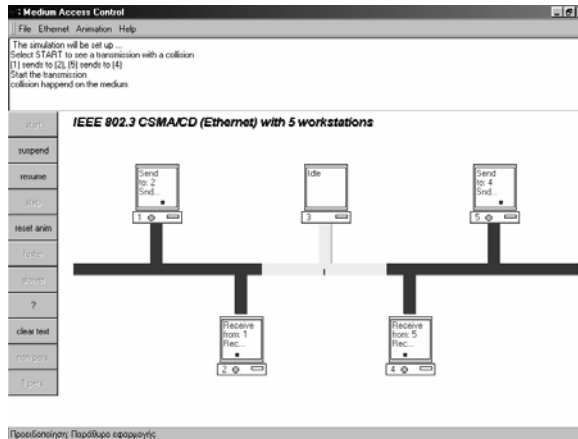 Medium Access Control
File Ethernet Animation Help
The simulation will be set up ...
Select START to see a transmission with a collision
(1) sends to (2), (5) sends to (4)
Start the transmission
collision happend on the medium
start
suspend
resume
step
reset anim
faster
slower
?
clear text
non pers
1 pers
IEEE 802.3 CSMA/CD (Ethernet) with 5 workstations
Send
to: 2
Snd...
1
Idle
3
Send
to: 4
Snd...
5
Receive
from: 1
Rec...
2
Receive
from: 5
Rec...
4
Προειδοποίηση: Παράθυρο εφαρμογής